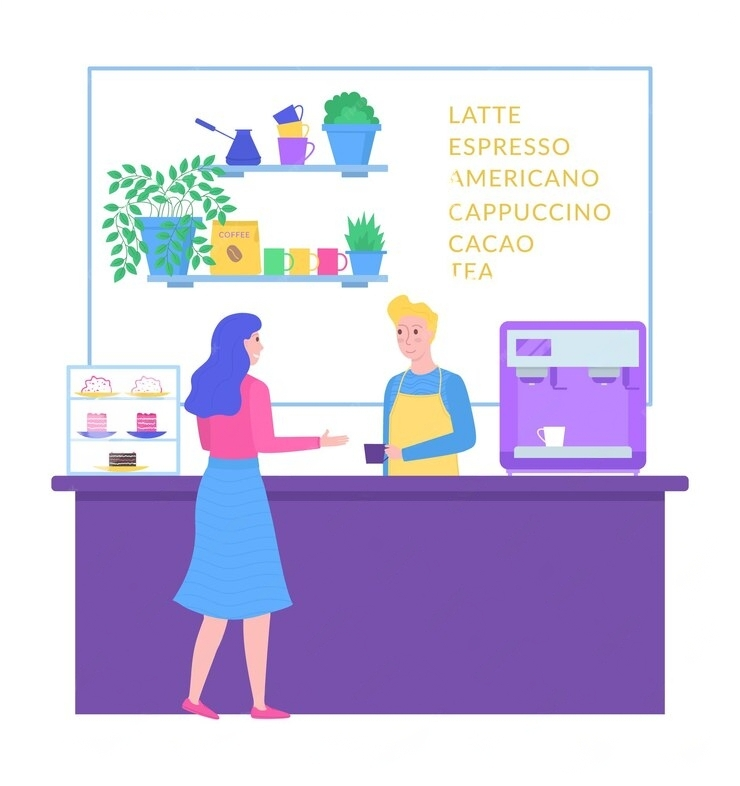 LATTE
ESPRESSO
AMERICANO
CAPPUCCINO
COFFEE
CACAO
TEA